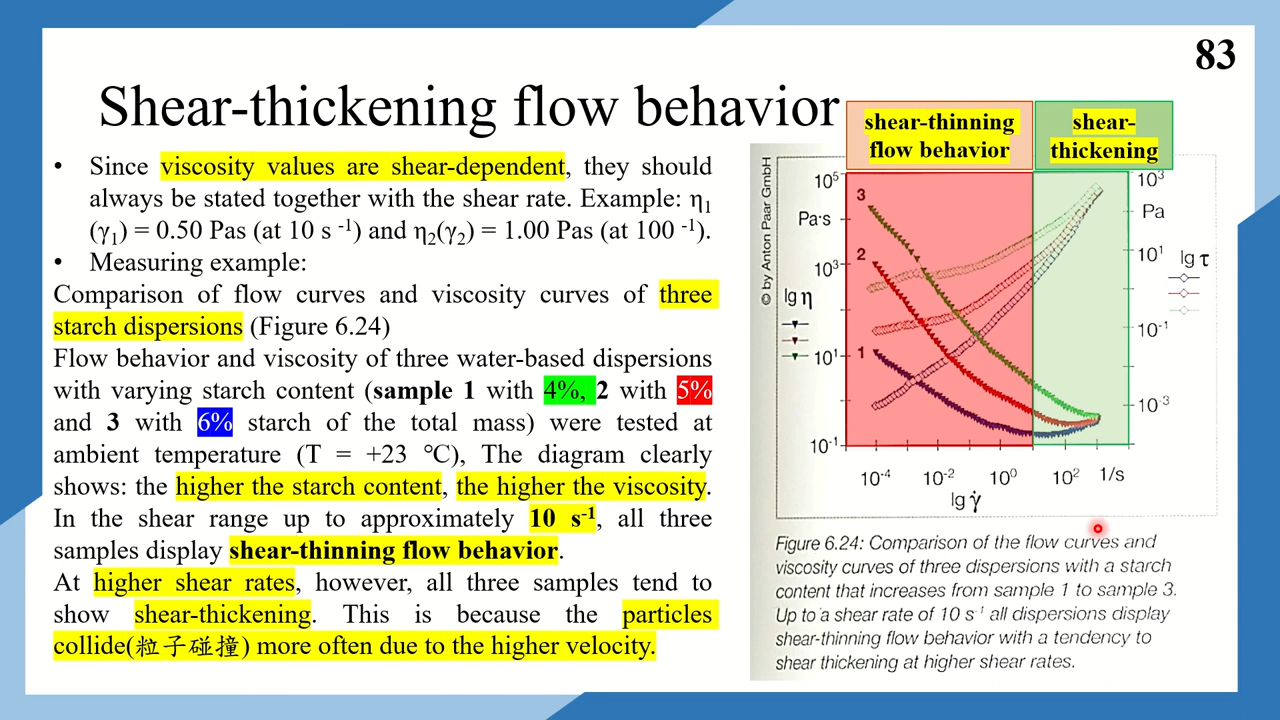 83
Shear-thickening flow behavior
• Since viscosity values are shear-dependent, they should
always be stated together with the shear rate. Example: η₁
(γ₁) = 0.50 Pas (at 10 s ⁻¹) and η₂(γ₂) = 1.00 Pas (at 100 ⁻¹).
• Measuring example:
Comparison of flow curves and viscosity curves of three
starch dispersions (Figure 6.24)
Flow behavior and viscosity of three water-based dispersions
with varying starch content (sample 1 with 4%, 2 with 5%
and 3 with 6% starch of the total mass) were tested at
ambient temperature (T = +23 ℃), The diagram clearly
shows: the higher the starch content, the higher the viscosity.
In the shear range up to approximately 10 s⁻¹, all three
samples display shear-thinning flow behavior.
At higher shear rates, however, all three samples tend to
show shear-thickening. This is because the particles
collide(粒子碰撞) more often due to the higher velocity.
shear-thinning
flow behavior
shear-
thickening
© by Anton Paar GmbH
10⁵
Pa·s
10³
lg η
10¹
10⁻¹
3
2
1
10³
Pa
10¹
lg τ
10⁻¹
10⁻³
10⁻⁴ 10⁻² 10⁰ 10² 1/s
lg γ̇
Figure 6.24: Comparison of the flow curves and
viscosity curves of three dispersions with a starch
content that increases from sample 1 to sample 3.
Up to a shear rate of 10 s⁻¹ all dispersions display
shear-thinning flow behavior with a tendency to
shear thickening at higher shear rates.